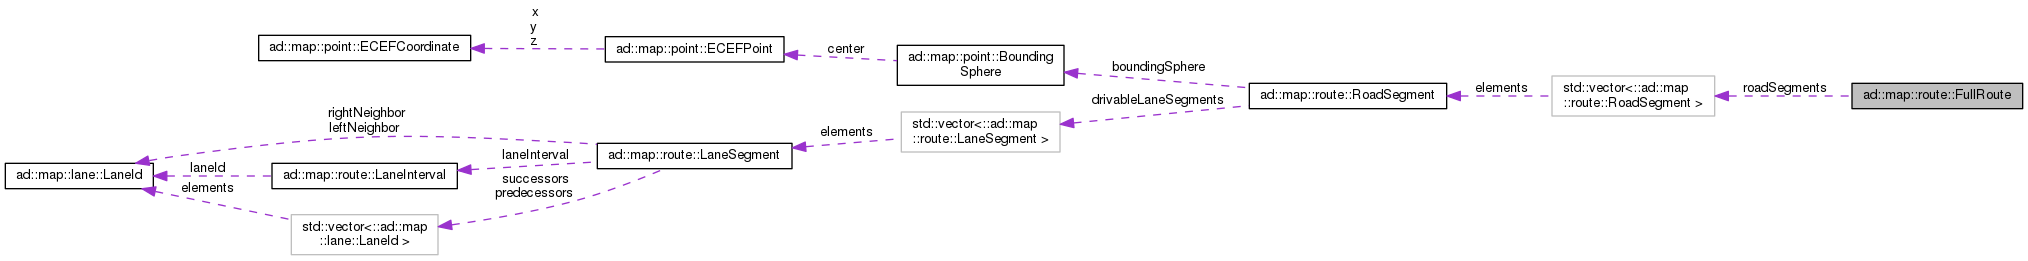 x
y
z
ad::map::point::ECEFCoordinate
ad::map::point::ECEFPoint
center
ad::map::point::Bounding
Sphere
boundingSphere
drivableLaneSegments
ad::map::route::RoadSegment
elements
std::vector<::ad::map
::route::RoadSegment >
roadSegments
ad::map::route::FullRoute
rightNeighbor
leftNeighbor
std::vector<::ad::map
::route::LaneSegment >
elements
ad::map::route::LaneSegment
laneInterval
successors
predecessors
ad::map::lane::LaneId
laneId
elements
ad::map::route::LaneInterval
std::vector<::ad::map
::lane::LaneId >